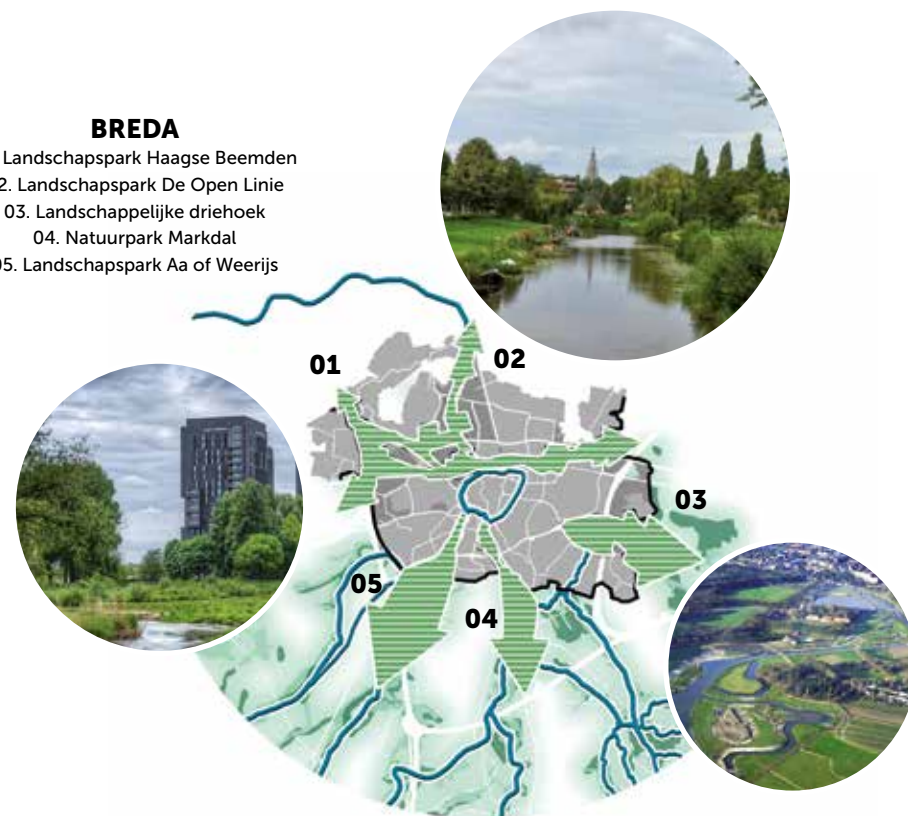 BREDA
Landschapspark Haagse Beemden
2. Landschapspark De Open Linie
03. Landschappelijke driehoek
04. Natuurpark Markdal
05. Landschapspark Aa of Weerijs
01
02
03
05
04